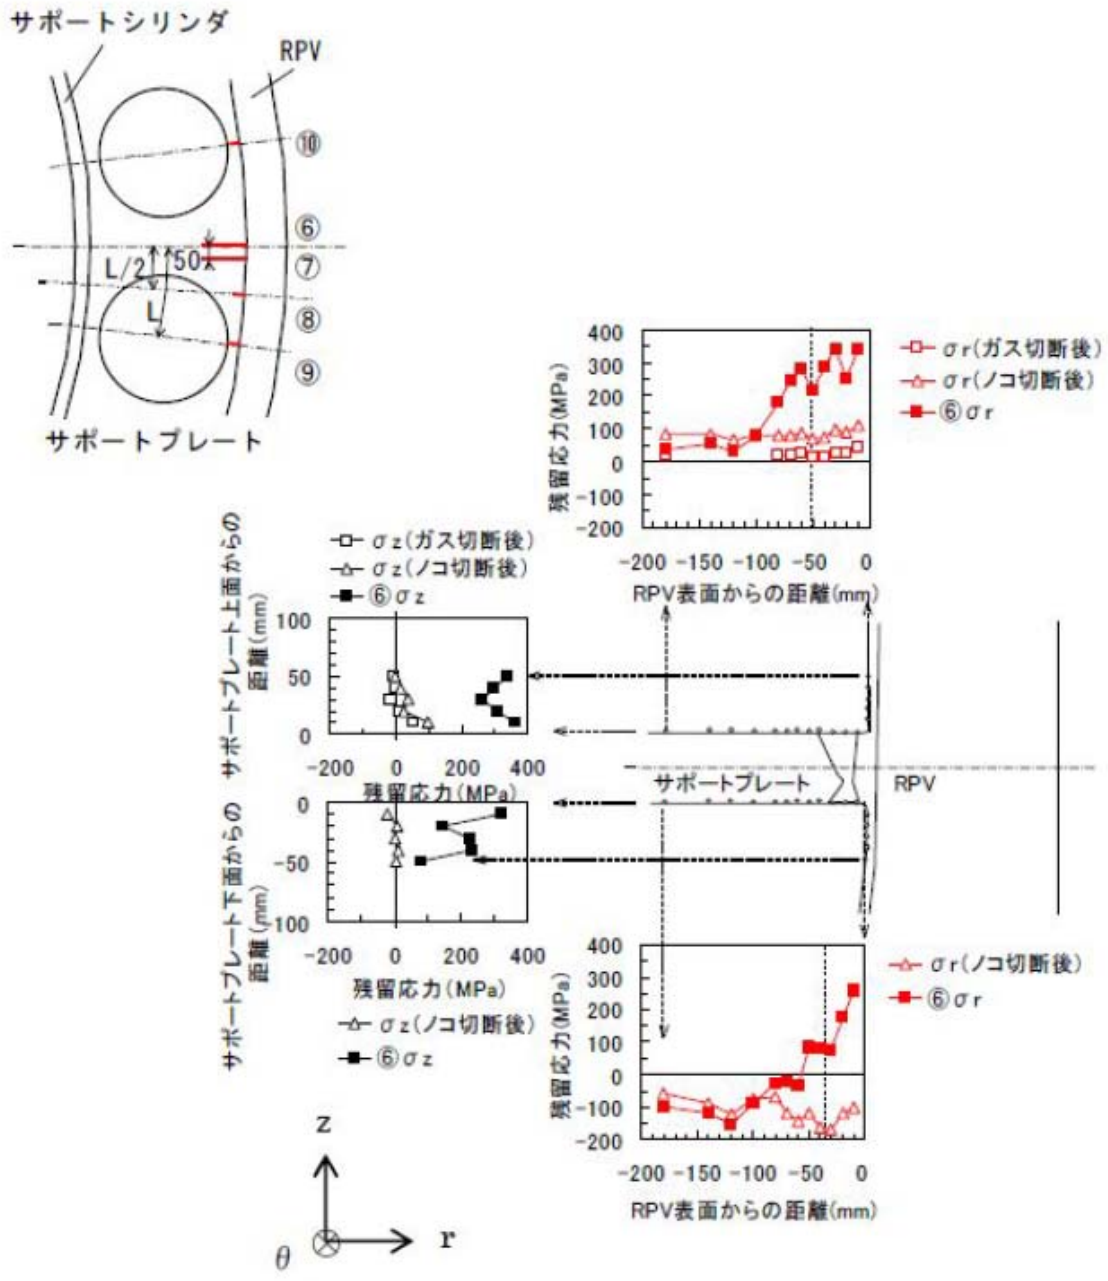 サポートシリンダ
RPV
⑩
⑥
50
⑦
L/2
L
⑧
⑨
サポートプレート
400
300
200
100
0
-100
-200
残留応力(MPa)
-200 -150 -100 -50 0
RPV表面からの距離(mm)
σr(ガス切断後)
σr(ノコ切断後)
⑥σr
σz(ガス切断後)
σz(ノコ切断後)
⑥σz
サポートプレート上面からの
距離(mm)
100
50
0
-200 0 200 400
残留応力(MPa)
サポートプレート
RPV
サポートプレート下面からの
距離(mm)
0
-50
-100
-200 0 200 400
残留応力(MPa)
σz(ノコ切断後)
⑥σz
400
300
200
100
0
-100
-200
残留応力(MPa)
-200 -150 -100 -50 0
RPV表面からの距離(mm)
σr(ノコ切断後)
⑥σr
z
θ
r